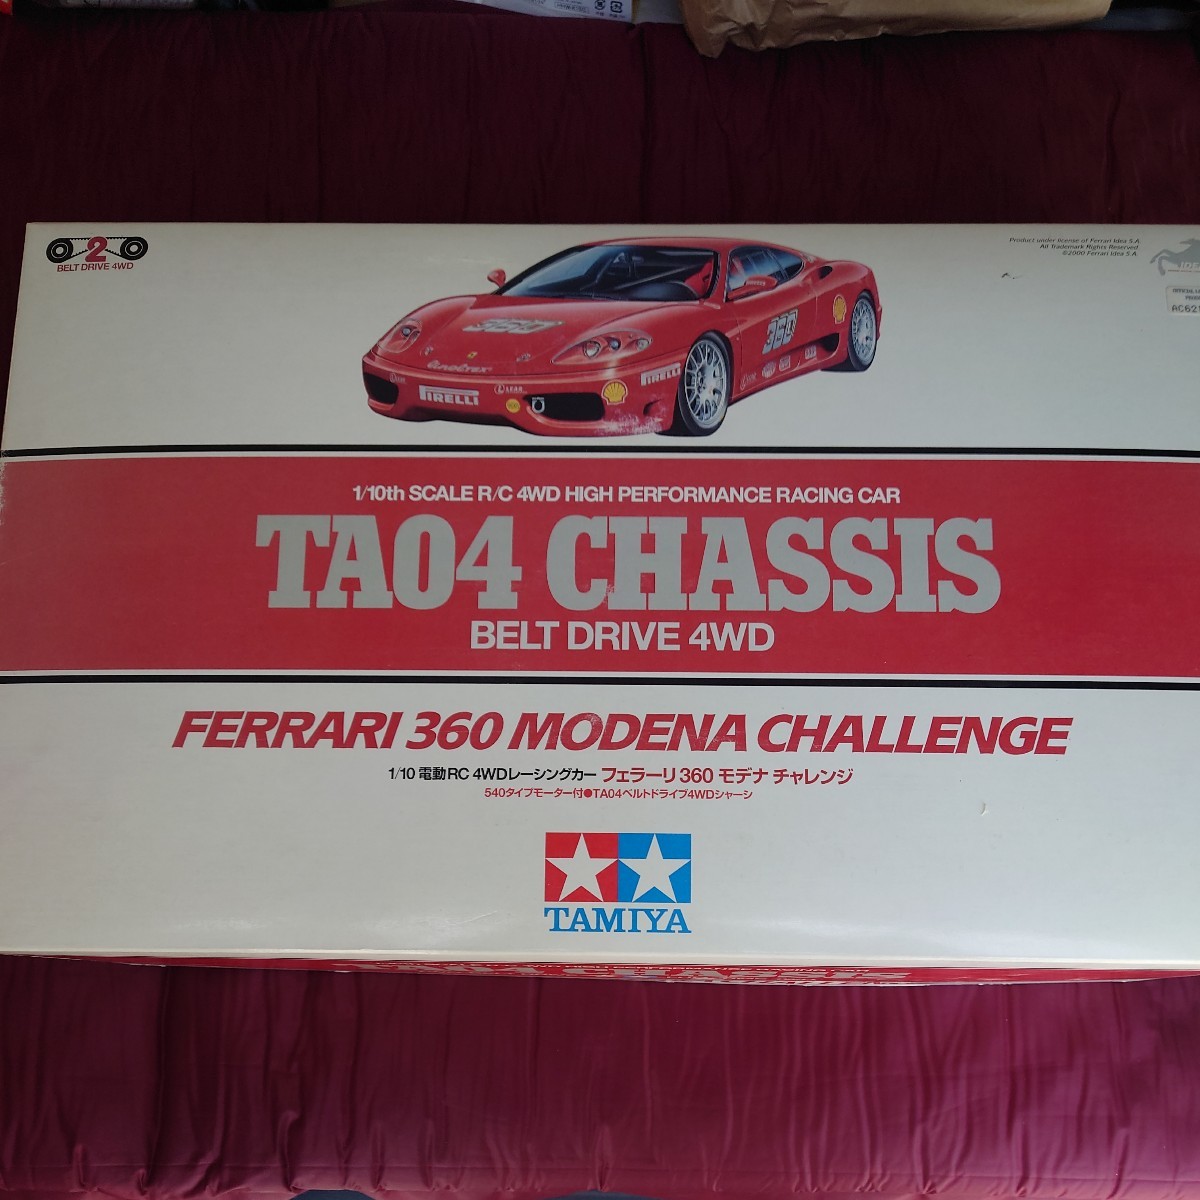 2
BELT DRIVE 4WD
Product under license of Ferrari Idea S.A.
All Trademark Rights Reserved
©2000 Ferrari Idea S.A.
360
360
PIRELLI
PIRELLI
LEAR
1/10th SCALE R/C 4WD HIGH PERFORMANCE RACING CAR
TA04 CHASSIS
BELT DRIVE 4WD
FERRARI 360 MODENA CHALLENGE
1/10 電動RC 4WDレーシングカー フェラーリ 360 モデナ チャレンジ
540タイプモーター付●TA04ベルトドライブ4WDシャーシ
TAMIYA